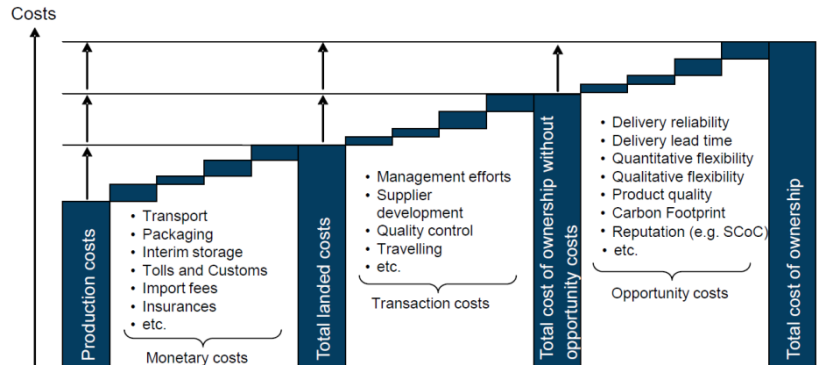 Costs
Production costs
• Transport
• Packaging
• Interim storage
• Tolls and Customs
• Import fees
• Insurances
• etc.
Monetary costs
Total landed costs
• Management efforts
• Supplier
development
• Quality control
• Travelling
• etc.
Transaction costs
Total cost of ownership without
opportunity costs
• Delivery reliability
• Delivery lead time
• Quantitative flexibility
• Qualitative flexibility
• Product quality
• Carbon Footprint
• Reputation (e.g. SCoC)
• etc.
Opportunity costs
Total cost of ownership